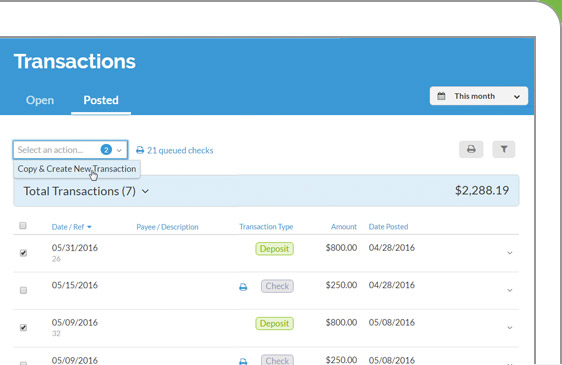 Transactions
Open Posted
This month
Select an action... 2
21 queued checks
Copy & Create New Transaction
Total Transactions (7) $2,288.19
Date / Ref Payee / Description Transaction Type Amount Date Posted
05/31/2016 Deposit $800.00 04/28/2016
26
05/15/2016 Check $250.00 04/28/2016
05/09/2016 Deposit $800.00 05/08/2016
32
05/09/2016 Check $250.00 05/08/2016